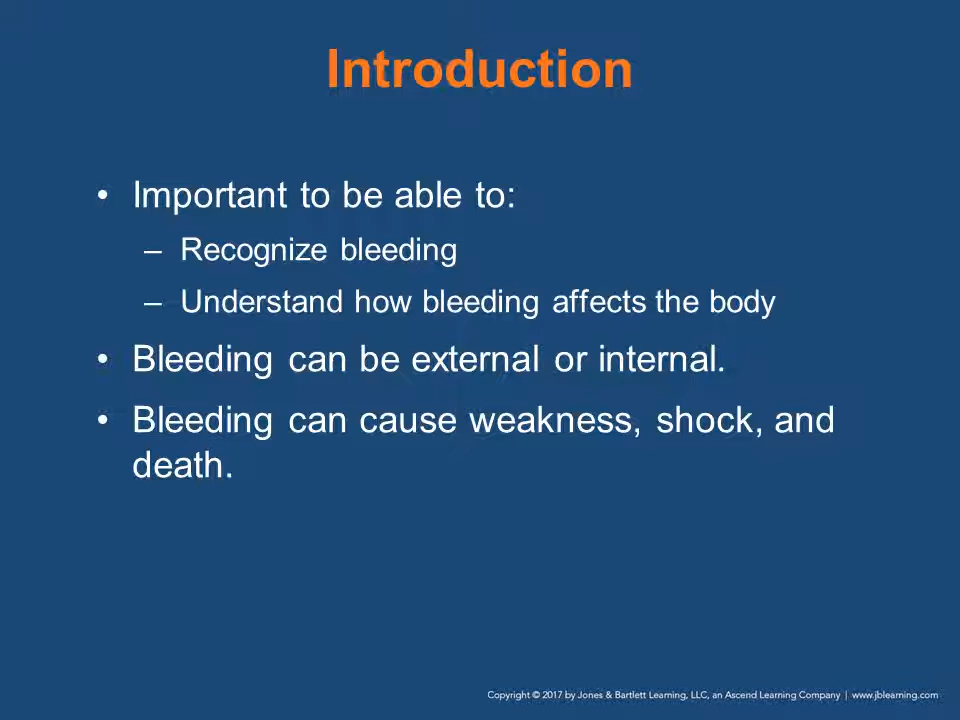 Introduction
• Important to be able to:
– Recognize bleeding
– Understand how bleeding affects the body
• Bleeding can be external or internal.
• Bleeding can cause weakness, shock, and
death.
Copyright © 2017 by Jones & Bartlett Learning, LLC, an Ascend Learning Company | www.jblearning.com